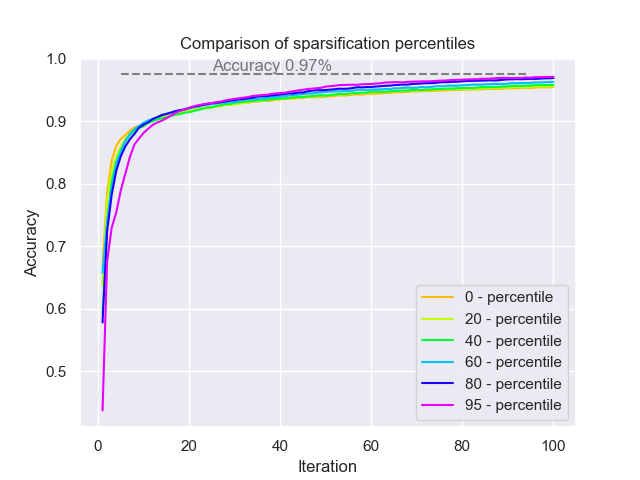 Comparison of sparsification percentiles
1.0
Accuracy 0.97%
0.9
0.8
0.7
0.6
0.5
Accuracy
0 - percentile
20 - percentile
40 - percentile
60 - percentile
80 - percentile
95 - percentile
0 20 40 60 80 100
Iteration